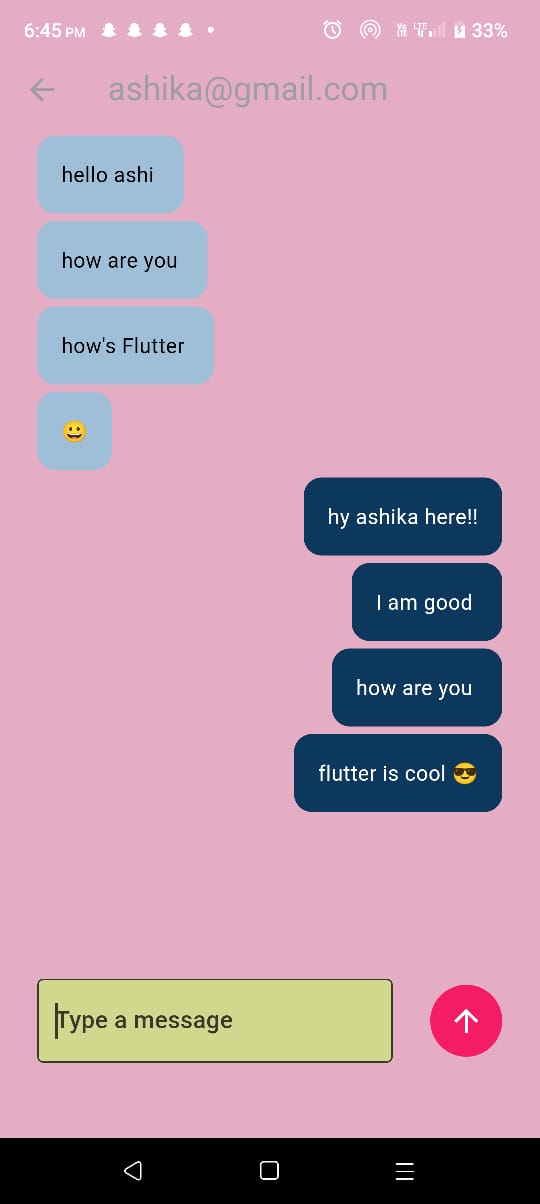 6:45 PM 33%
ashika@gmail.com
hello ashi
how are you
how's Flutter
😀
hy ashika here!!
I am good
how are you
flutter is cool 😎
Type a message